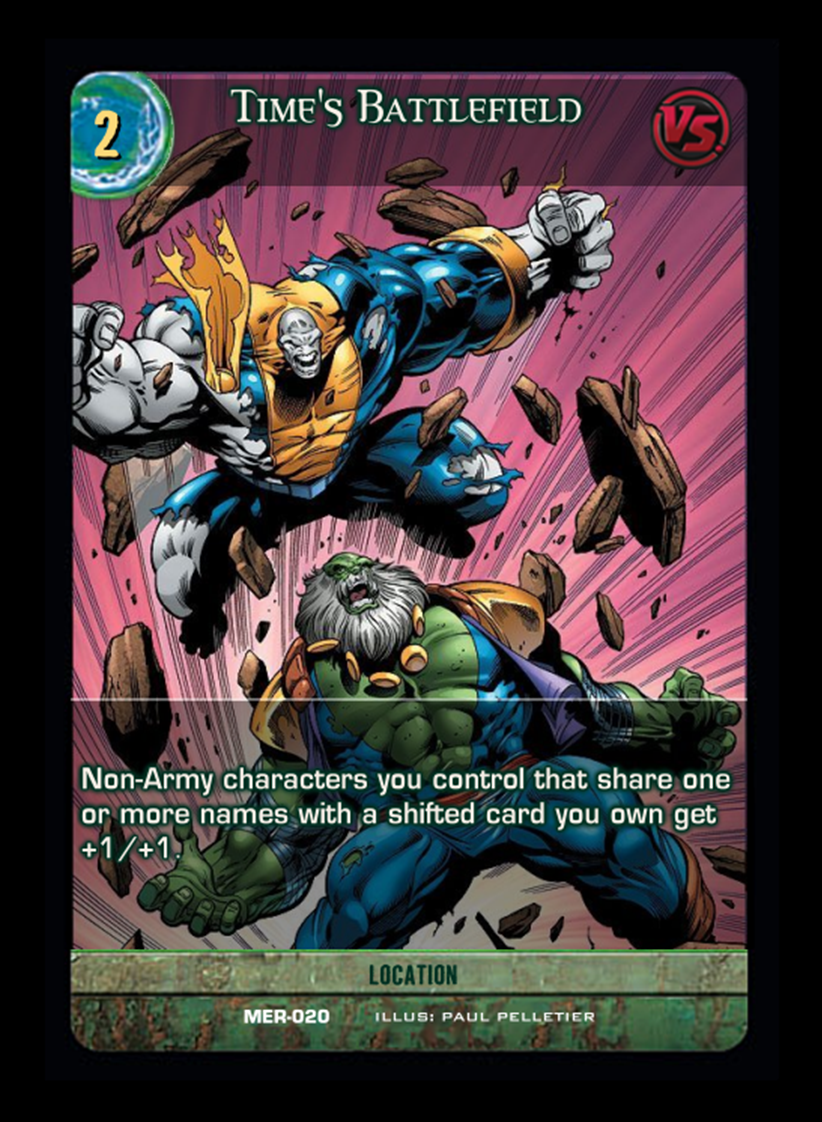 2
TIME'S BATTLEFIELD
VS.
Non-Army characters you control that share one
or more names with a shifted card you own get
+1/+1.
LOCATION
MER-020 ILLUS: PAUL PELLETIER